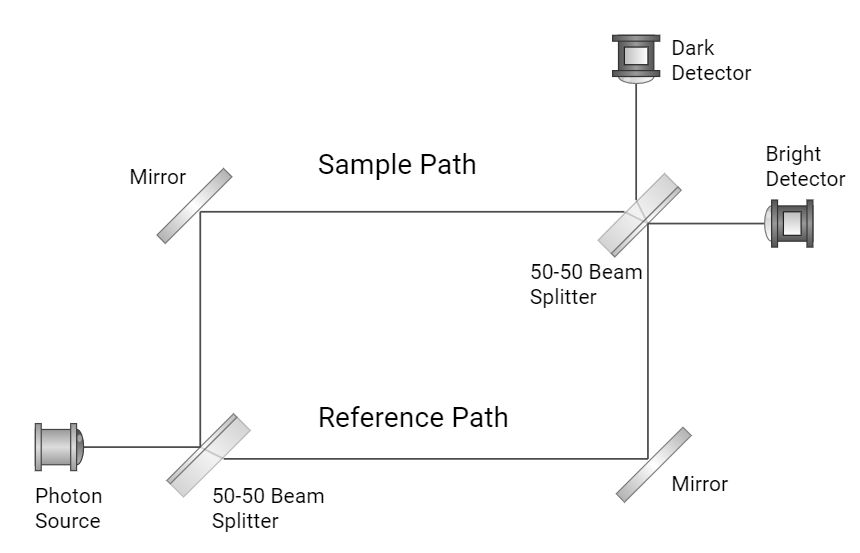 Dark
Detector
Bright
Detector
Mirror
Sample Path
50-50 Beam
Splitter
Reference Path
Mirror
Photon
Source
50-50 Beam
Splitter